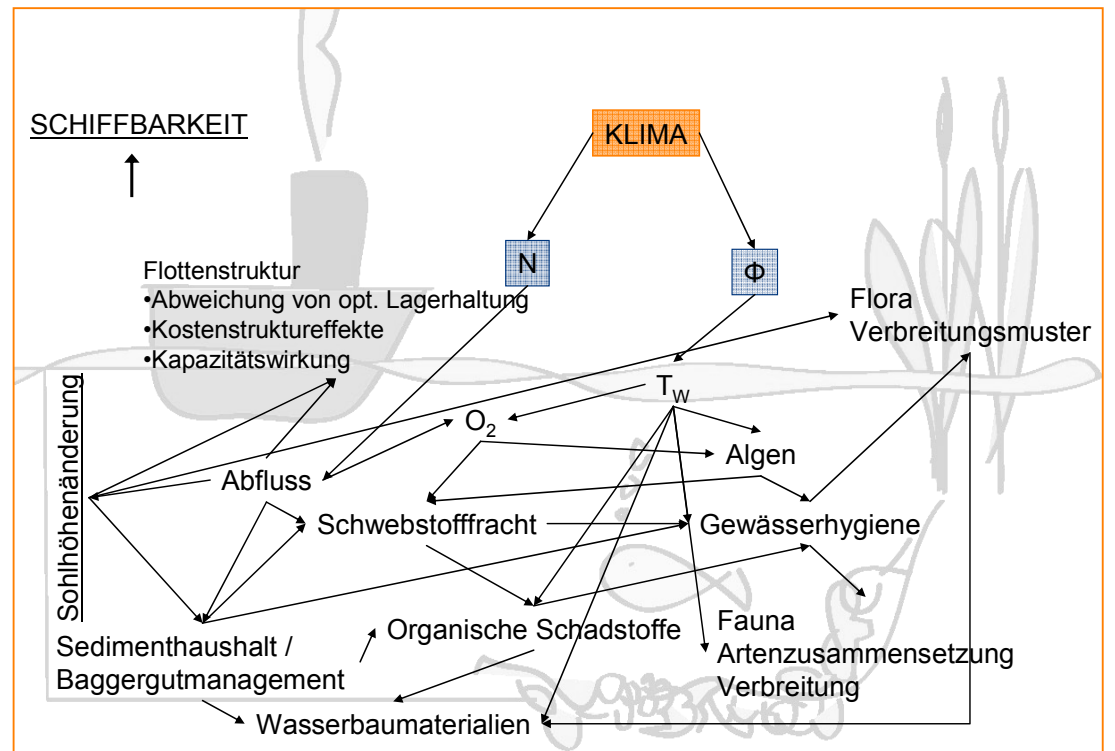 SCHIFFBARKEIT
KLIMA
N
Φ
Flottenstruktur
•Abweichung von opt. Lagerhaltung
•Kostenstruktureffekte
•Kapazitätswirkung
Flora
Verbreitungsmuster
Sohlhöhenänderung
T_W
O₂
Algen
Abfluss
Schwebstofffracht
Gewässerhygiene
Organische Schadstoffe
Fauna
Artenzusammensetzung
Verbreitung
Sedimenthaushalt /
Baggergutmanagement
Wasserbaumaterialien